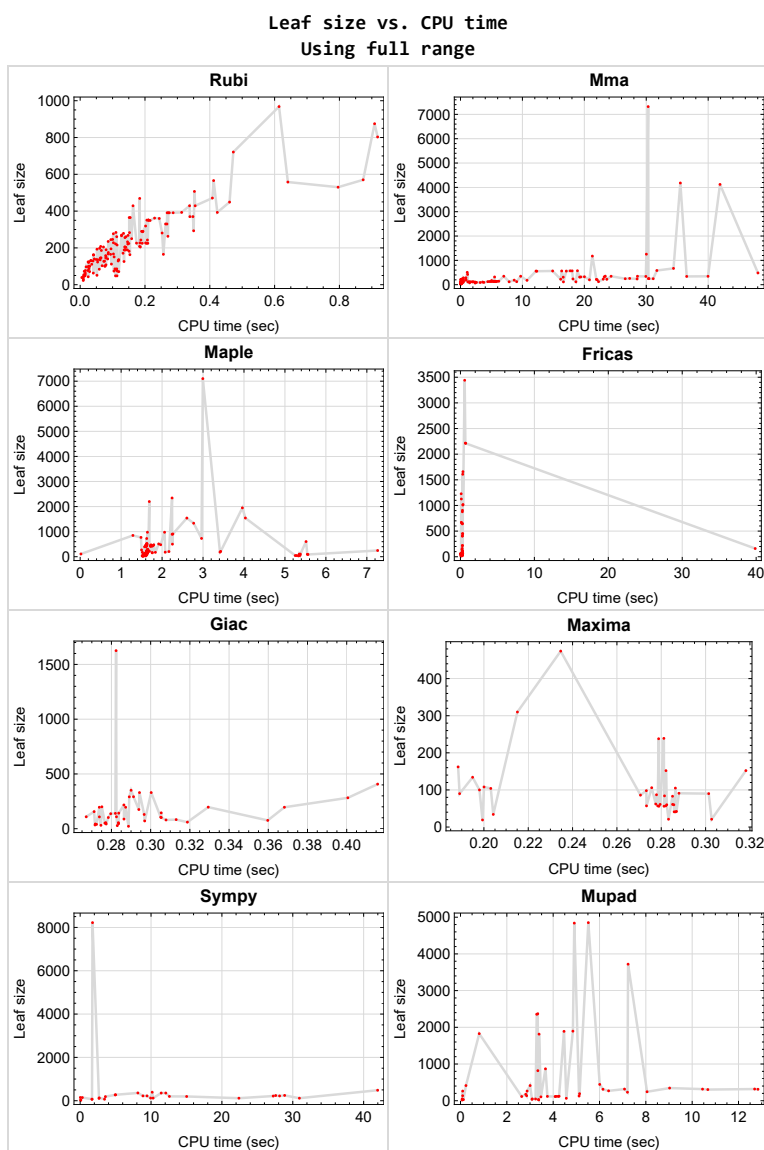 Leaf size vs. CPU time
Using full range
Rubi
1000
800
600
400
200
0
Leaf size
0.0 0.2 0.4 0.6 0.8
CPU time (sec)
Mma
7000
6000
5000
4000
3000
2000
1000
0
Leaf size
0 10 20 30 40
CPU time (sec)
Maple
7000
6000
5000
4000
3000
2000
1000
0
Leaf size
0 1 2 3 4 5 6 7
CPU time (sec)
Fricas
3500
3000
2500
2000
1500
1000
500
0
Leaf size
0 10 20 30 40
CPU time (sec)
Giac
1500
1000
500
0
Leaf size
0.28 0.30 0.32 0.34 0.36 0.38 0.40
CPU time (sec)
Maxima
400
300
200
100
0
Leaf size
0.20 0.22 0.24 0.26 0.28 0.30 0.32
CPU time (sec)
Sympy
8000
6000
4000
2000
0
Leaf size
0 10 20 30 40
CPU time (sec)
Mupad
5000
4000
3000
2000
1000
0
Leaf size
0 2 4 6 8 10 12
CPU time (sec)